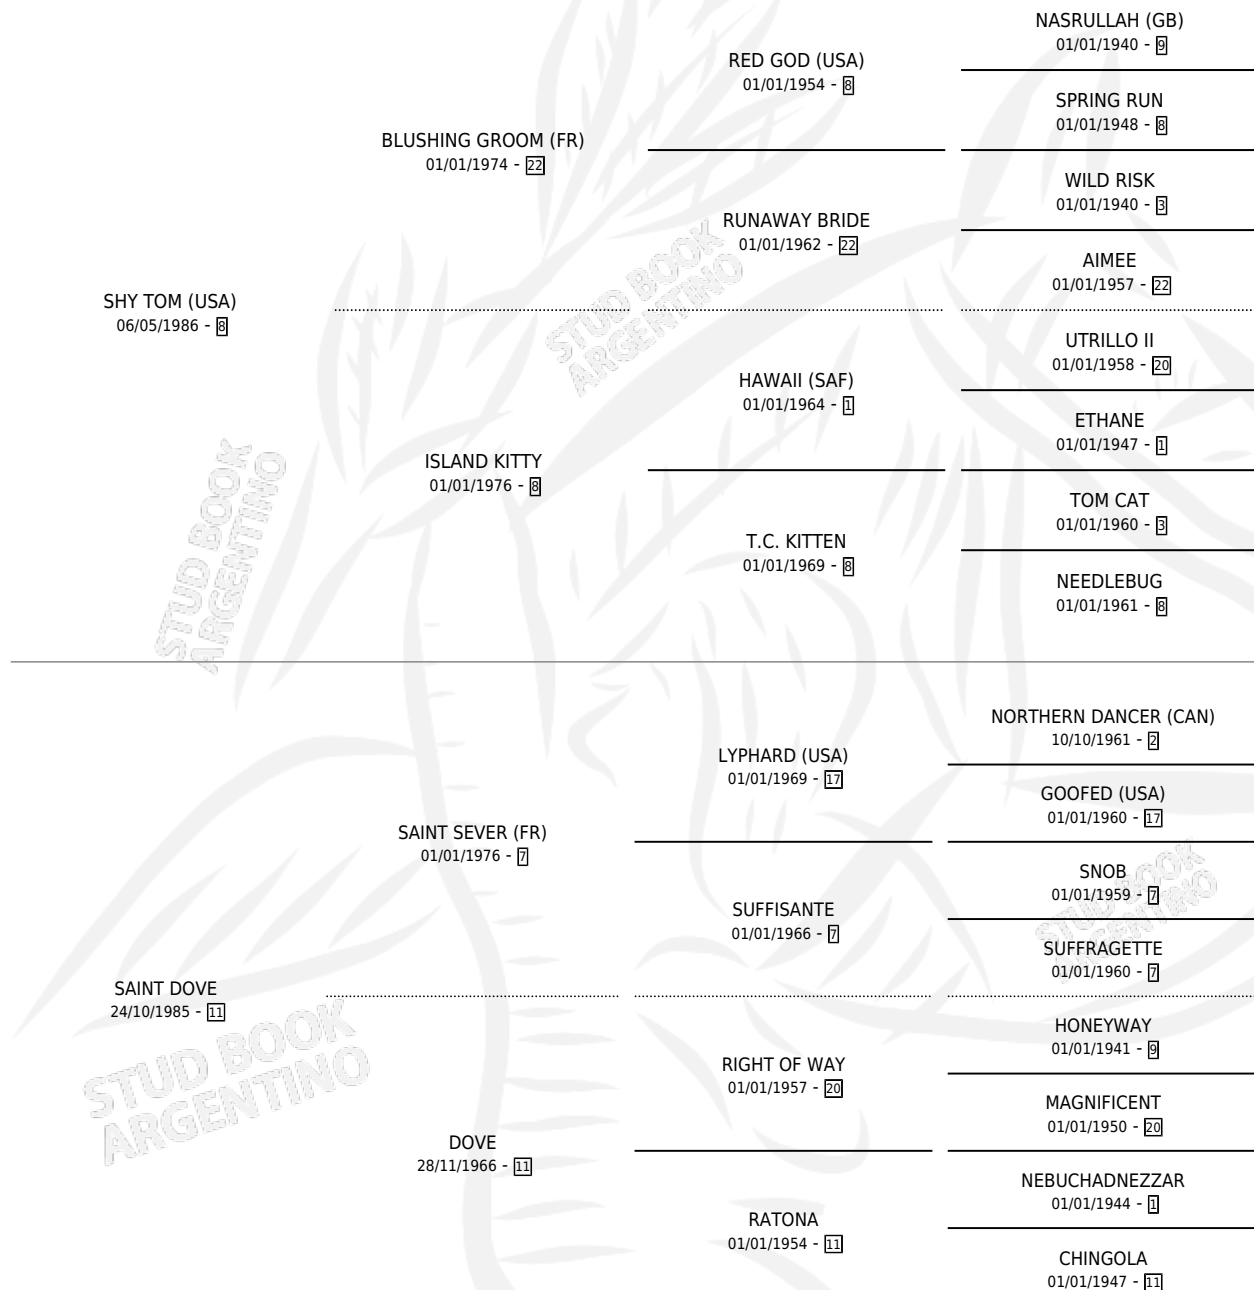 NASRULLAH (GB)
01/01/1940 - 9
RED GOD (USA)
01/01/1954 - 8
SPRING RUN
01/01/1948 - 8
BLUSHING GROOM (FR)
01/01/1974 - 22
WILD RISK
01/01/1940 - 3
RUNAWAY BRIDE
01/01/1962 - 22
AIMEE
01/01/1957 - 22
SHY TOM (USA)
06/05/1986 - 8
STUD BOOK
ARGENTINO
UTRILLO II
01/01/1958 - 20
HAWAII (SAF)
01/01/1964 - 1
ETHANE
01/01/1947 - 1
ISLAND KITTY
01/01/1976 - 8
TOM CAT
01/01/1960 - 3
T.C. KITTEN
01/01/1969 - 8
NEEDLEBUG
01/01/1961 - 8
STUD BOOK
ARGENTINO
NORTHERN DANCER (CAN)
10/10/1961 - 2
LYPHARD (USA)
01/01/1969 - 17
GOOFED (USA)
01/01/1960 - 17
SAINT SEVER (FR)
01/01/1976 - 7
SNOB
01/01/1959 - 7
STUD BOOK
ARGENTINO
SUFFISANTE
01/01/1966 - 7
SUFFRAGETTE
01/01/1960 - 7
SAINT DOVE
24/10/1985 - 11
STUD BOOK
ARGENTINO
HONEYWAY
01/01/1941 - 9
RIGHT OF WAY
01/01/1957 - 20
MAGNIFICENT
01/01/1950 - 20
DOVE
28/11/1966 - 11
NEBUCHADNEZZAR
01/01/1944 - 1
RATONA
01/01/1954 - 11
CHINGOLA
01/01/1947 - 11